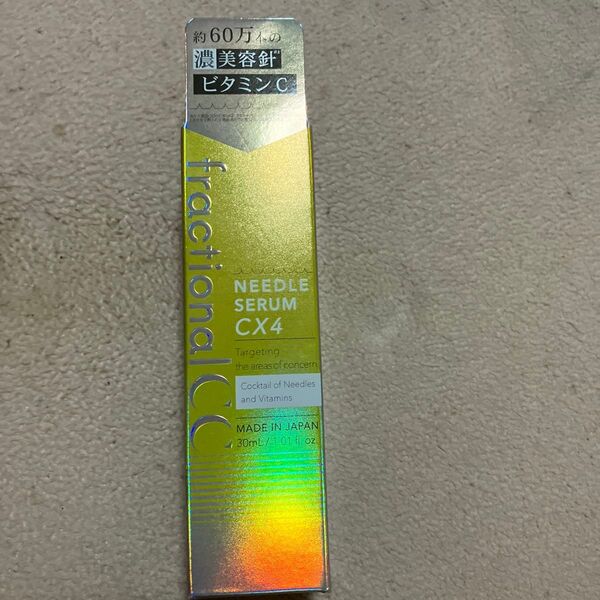 約60万本の
濃美容針
ビタミンC
fractional CC
NEEDLE
SERUM
CX4
Targeting
the areas of concern
Cocktail of Needles
and Vitamins
MADE IN JAPAN
30mL / 1.01 fl. oz.